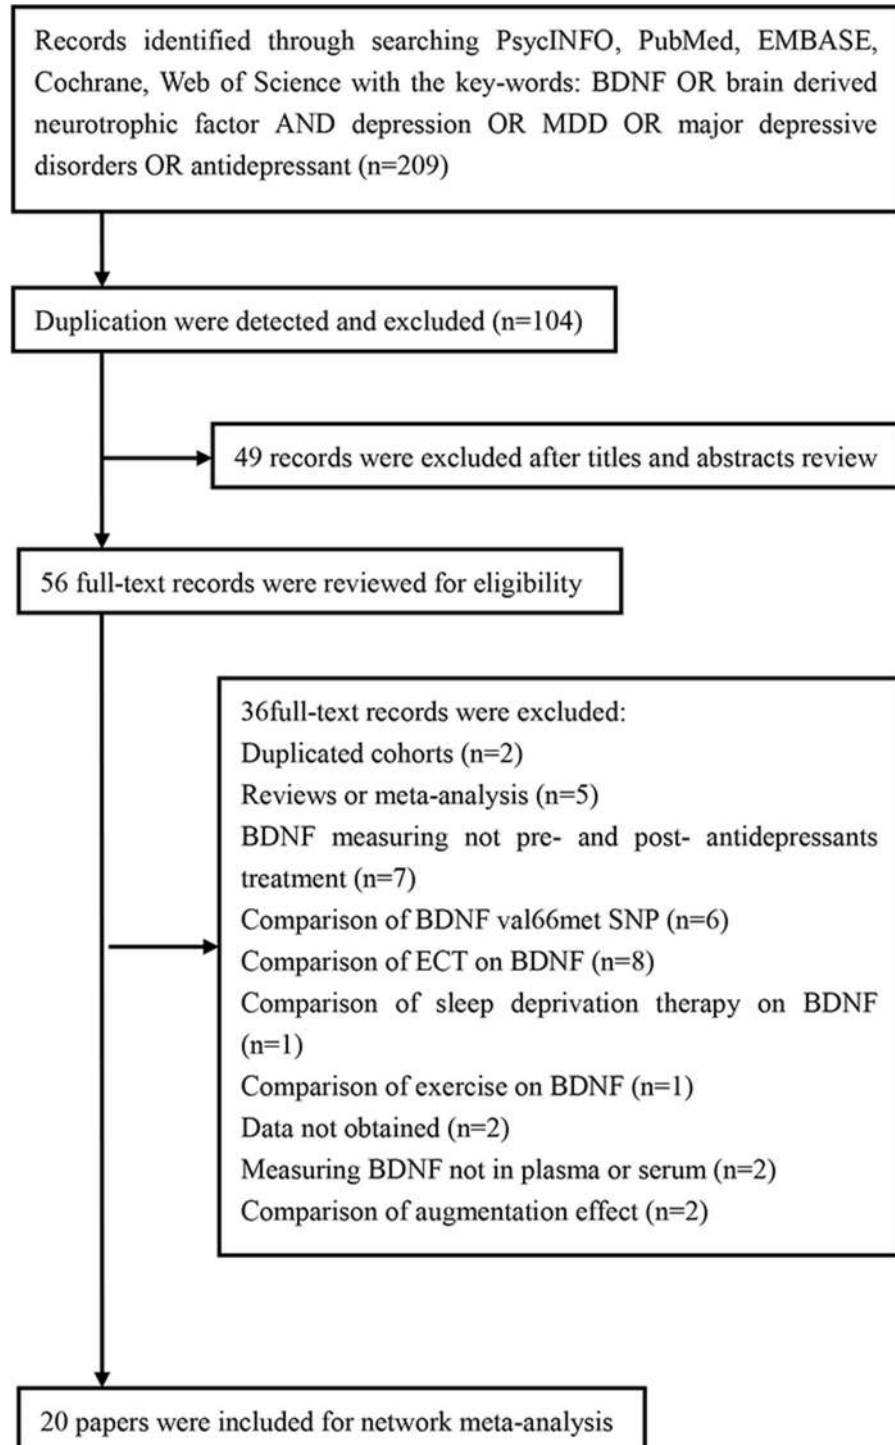 Records identified through searching PsycINFO, PubMed, EMBASE,
Cochrane, Web of Science with the key-words: BDNF OR brain derived
neurotrophic factor AND depression OR MDD OR major depressive
disorders OR antidepressant (n=209)
Duplication were detected and excluded (n=104)
49 records were excluded after titles and abstracts review
56 full-text records were reviewed for eligibility
36full-text records were excluded:
Duplicated cohorts (n=2)
Reviews or meta-analysis (n=5)
BDNF measuring not pre- and post- antidepressants
treatment (n=7)
Comparison of BDNF val66met SNP (n=6)
Comparison of ECT on BDNF (n=8)
Comparison of sleep deprivation therapy on BDNF
(n=1)
Comparison of exercise on BDNF (n=1)
Data not obtained (n=2)
Measuring BDNF not in plasma or serum (n=2)
Comparison of augmentation effect (n=2)
20 papers were included for network meta-analysis